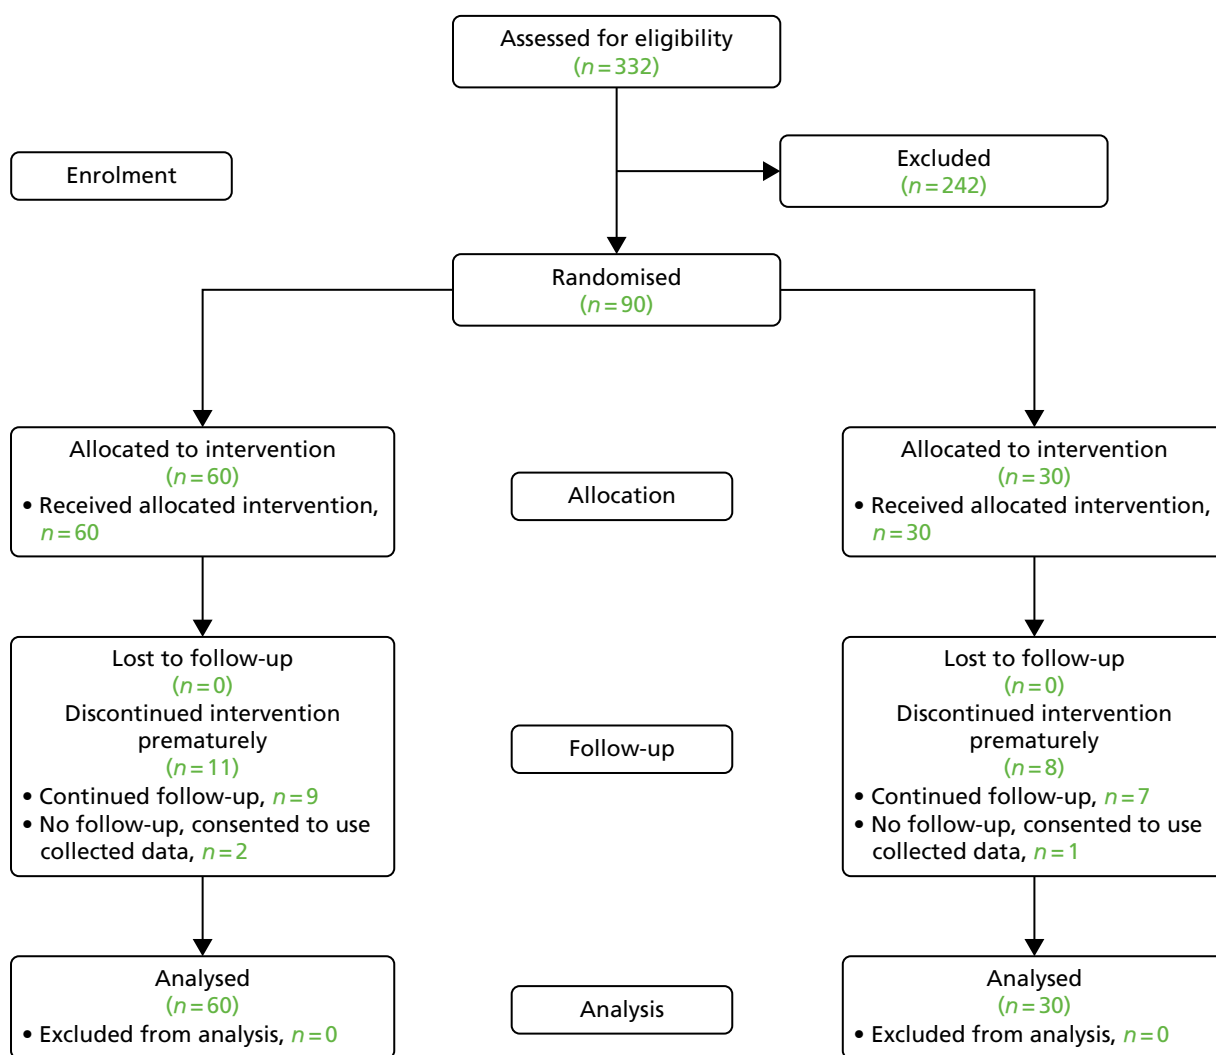 Assessed for eligibility
(n=332)
Enrolment
Excluded
(n=242)
Randomised
(n=90)
Allocated to intervention
(n=60)
• Received allocated intervention,
n=60
Allocation
Allocated to intervention
(n=30)
• Received allocated intervention,
n=30
Lost to follow-up
(n=0)
Discontinued intervention
prematurely
(n=11)
• Continued follow-up, n=9
• No follow-up, consented to use
collected data, n=2
Follow-up
Lost to follow-up
(n=0)
Discontinued intervention
prematurely
(n=8)
• Continued follow-up, n=7
• No follow-up, consented to use
collected data, n=1
Analysed
(n=60)
• Excluded from analysis, n=0
Analysis
Analysed
(n=30)
• Excluded from analysis, n=0